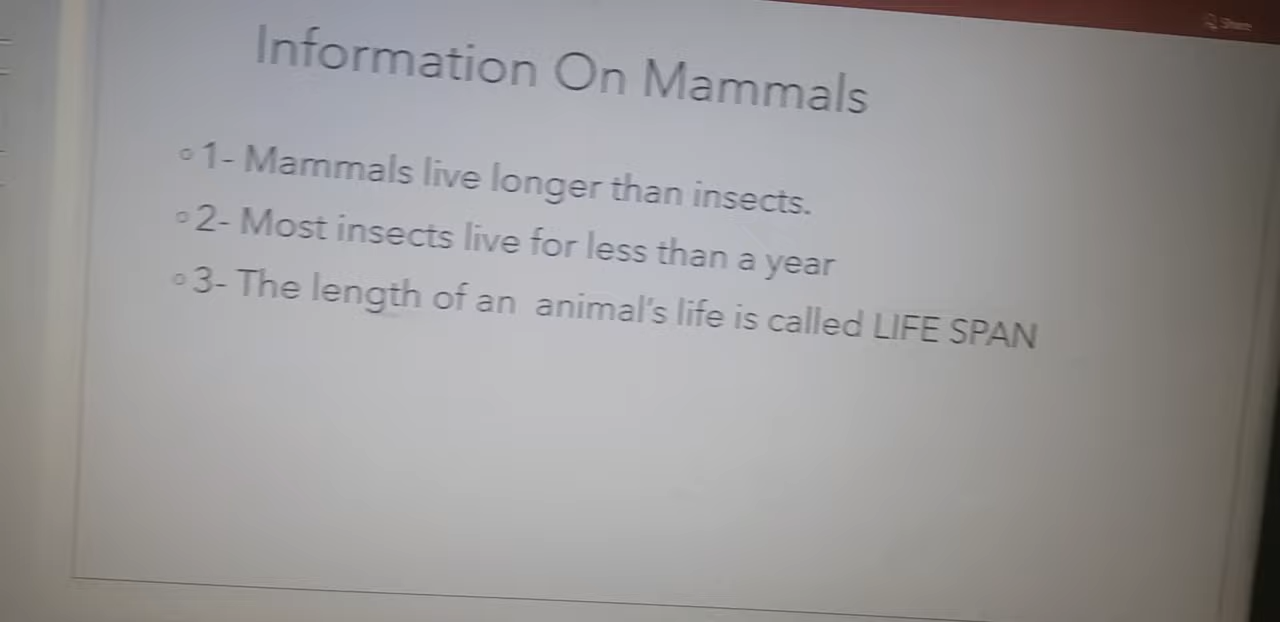 Share
Information On Mammals
1- Mammals live longer than insects.
2- Most insects live for less than a year
3- The length of an animal's life is called LIFE SPAN